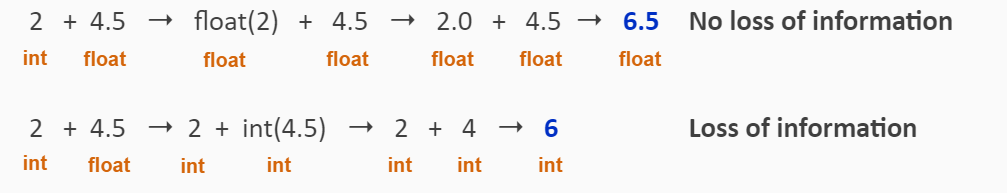 2 + 4.5 → float(2) + 4.5 → 2.0 + 4.5 → 6.5 No loss of information
int float float float float float float
2 + 4.5 → 2 + int(4.5) → 2 + 4 → 6 Loss of information
int float int int int int int